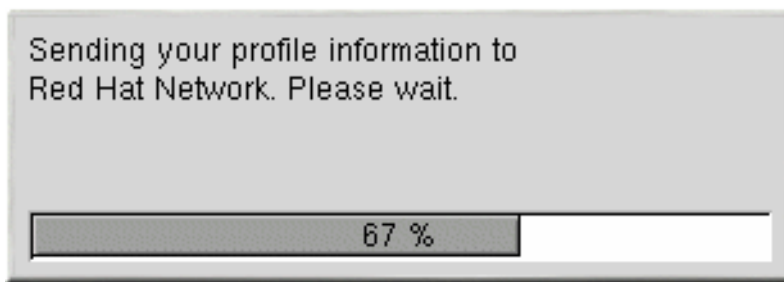 Sending your profile information to
Red Hat Network. Please wait.
67 %